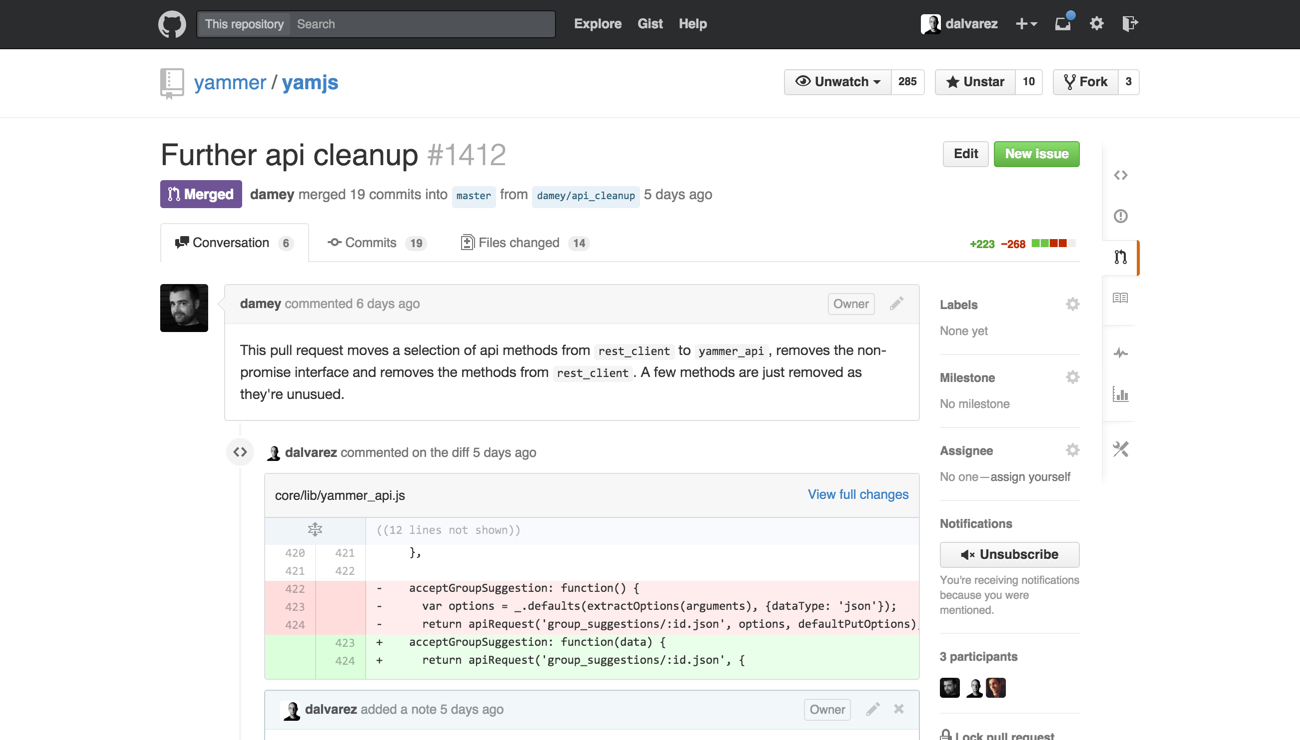 This repository Search Explore Gist Help dalvarez
yammer / yamjs Unwatch 285 Unstar 10 Fork 3
Further api cleanup #1412 Edit New issue
Merged damey merged 19 commits into master from damey/api_cleanup 5 days ago
Conversation 6 Commits 19 Files changed 14 +223 −268
damey commented 6 days ago Owner
This pull request moves a selection of api methods from rest_client to yammer_api, removes the non-
promise interface and removes the methods from rest_client. A few methods are just removed as
they're unusued.
dalvarez commented on the diff 5 days ago
core/lib/yammer_api.js View full changes
((12 lines not shown))
420 421 },
421 422
422 - acceptGroupSuggestion: function() {
423 - var options = _.defaults(extractOptions(arguments), {dataType: 'json'});
424 - return apiRequest('group_suggestions/:id.json', options, defaultPutOptions)
423 + acceptGroupSuggestion: function(data) {
424 + return apiRequest('group_suggestions/:id.json', {
dalvarez added a note 5 days ago Owner
Labels
None yet
Milestone
No milestone
Assignee
No one—assign yourself
Notifications
Unsubscribe
You're receiving notifications
because you were
mentioned.
3 participants
Lock pull request